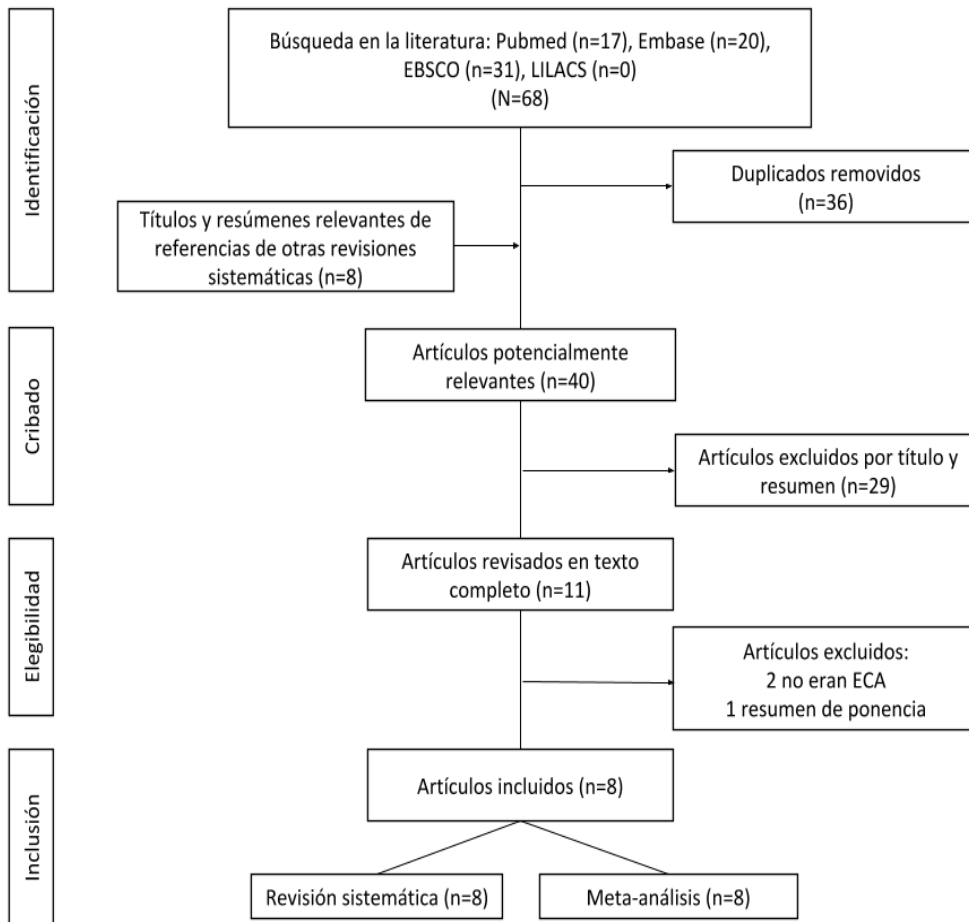 Identificación
Búsqueda en la literatura: Pubmed (n=17), Embase (n=20),
EBSCO (n=31), LILACS (n=0)
(N=68)
Duplicados removidos
(n=36)
Títulos y resúmenes relevantes de
referencias de otras revisiones
sistemáticas (n=8)
Cribado
Artículos potencialmente
relevantes (n=40)
Artículos excluidos por título y
resumen (n=29)
Elegibilidad
Artículos revisados en texto
completo (n=11)
Artículos excluidos:
2 no eran ECA
1 resumen de ponencia
Inclusión
Artículos incluidos (n=8)
Revisión sistemática (n=8)
Meta-análisis (n=8)